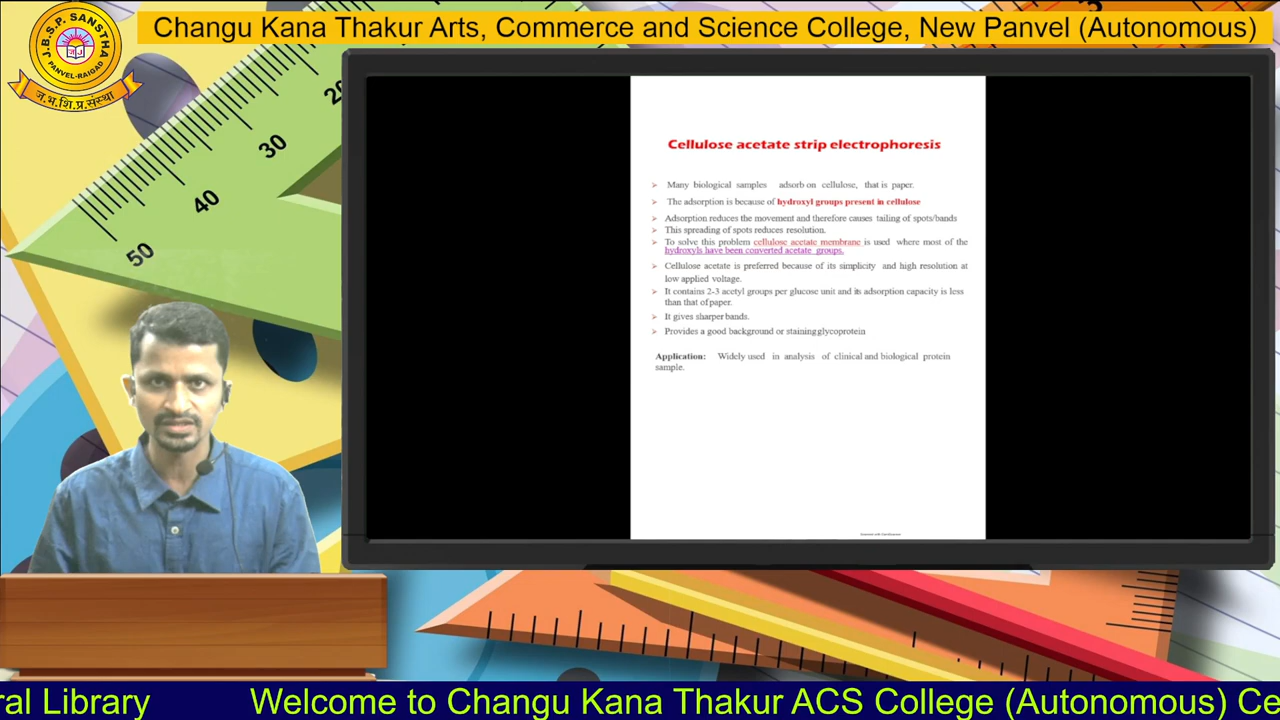 Changu Kana Thakur Arts, Commerce and Science College, New Panvel (Autonomous)
J.B.S.P. SANSTHA
PANVEL-RAIGAD
ज.भ.शि.प्र.संस्था
20
30
40
50
Cellulose acetate strip electrophoresis
Many biological samples adsorb on cellulose, that is paper.
The adsorption is because of hydroxyl groups present in cellulose
Adsorption reduces the movement and therefore causes tailing of spots/bands
This spreading of spots reduces resolution.
To solve this problem cellulose acetate membrane is used where most of the
hydroxyls have been converted acetate groups.
Cellulose acetate is preferred because of its simplicity and high resolution at
low applied voltage.
It contains 2-3 acetyl groups per glucose unit and its adsorption capacity is less
than that of paper.
It gives sharper bands.
Provides a good background or staining glycoprotein
Application: Widely used in analysis of clinical and biological protein
sample.
ral Library Welcome to Changu Kana Thakur ACS College (Autonomous) Ce